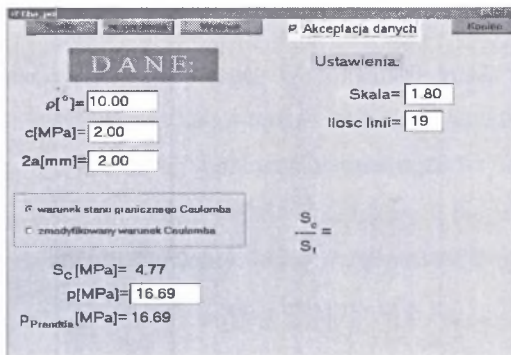 Akceptacja danych Koniec
DANE:
Ustawienia:
ρ[°]= 10.00
Skala= 1.80
c[MPa]= 2.00
Ilosc linii= 19
2a[mm]= 2.00
warunek stanu granicznego Coulomba
zmodyfikowany warunek Coulomba
S_c / S_t =
S_C [MPa]= 4.77
p[MPa]= 16.69
P_Prandtla [MPa]= 16.69